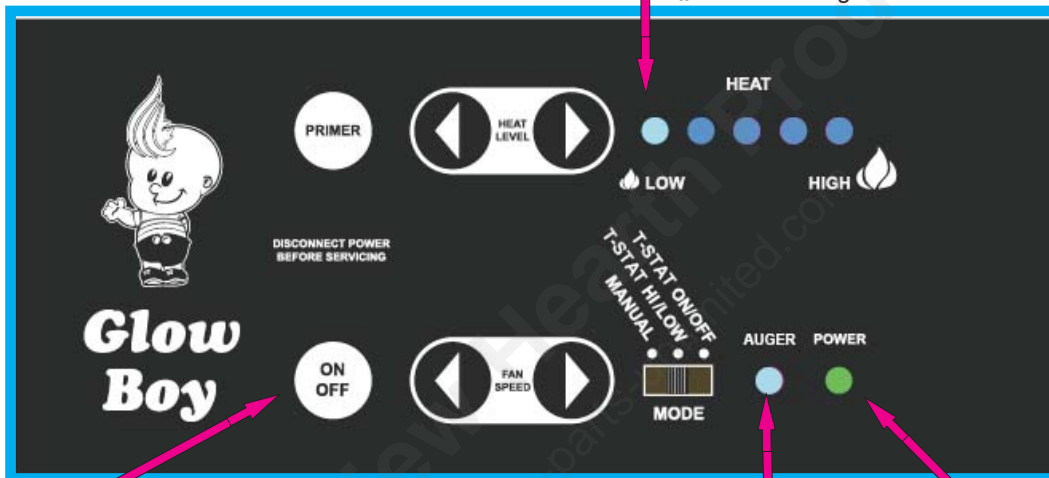 HEAT
PRIMER
HEAT
LEVEL
LOW
HIGH
DISCONNECT POWER
BEFORE SERVICING
T-STAT ON/OFF
T-STAT HI/LOW
MANUAL
Glow
Boy
ON
OFF
FAN
SPEED
MODE
AUGER
POWER